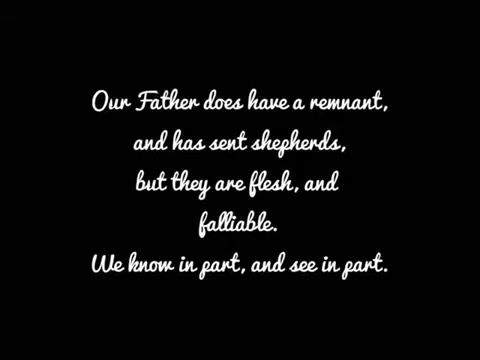 Our Father does have a remnant,
and has sent shepherds,
but they are flesh, and
falliable.
We know in part, and see in part.